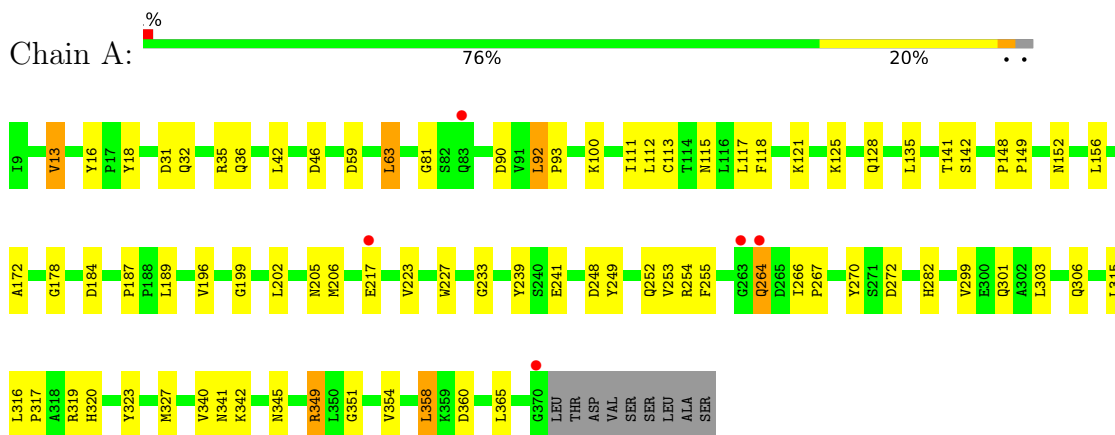 .%
Chain A:
76% 20% • •
I9 V13 Y16 P17 Y18 D31 Q32 R35 Q36 L42 D46 D59 L63 G81 S82 Q83 D90 V91 L92 P93 K100 I111 L112 C113 T114 N115 L116 L117 F118 K121 K125 Q128 L135 T141 S142 P148 P149 N152 L156
A172 G178 D184 P187 P188 L189 V196 G199 L202 N205 M206 E217 V223 W227 G233 Y239 S240 E241 D248 Y249 Q252 V253 R254 F255 G263 Q264 D265 I266 P267 Y270 S271 D272 H282 V299 E300 Q301 A302 L303 Q306 L315
L316 P317 A318 R319 H320 Y323 M327 V340 N341 K342 N345 R349 L350 G351 V354 L358 K359 D360 L365 G370 LEU THR ASP VAL SER SER LEU ALA SER